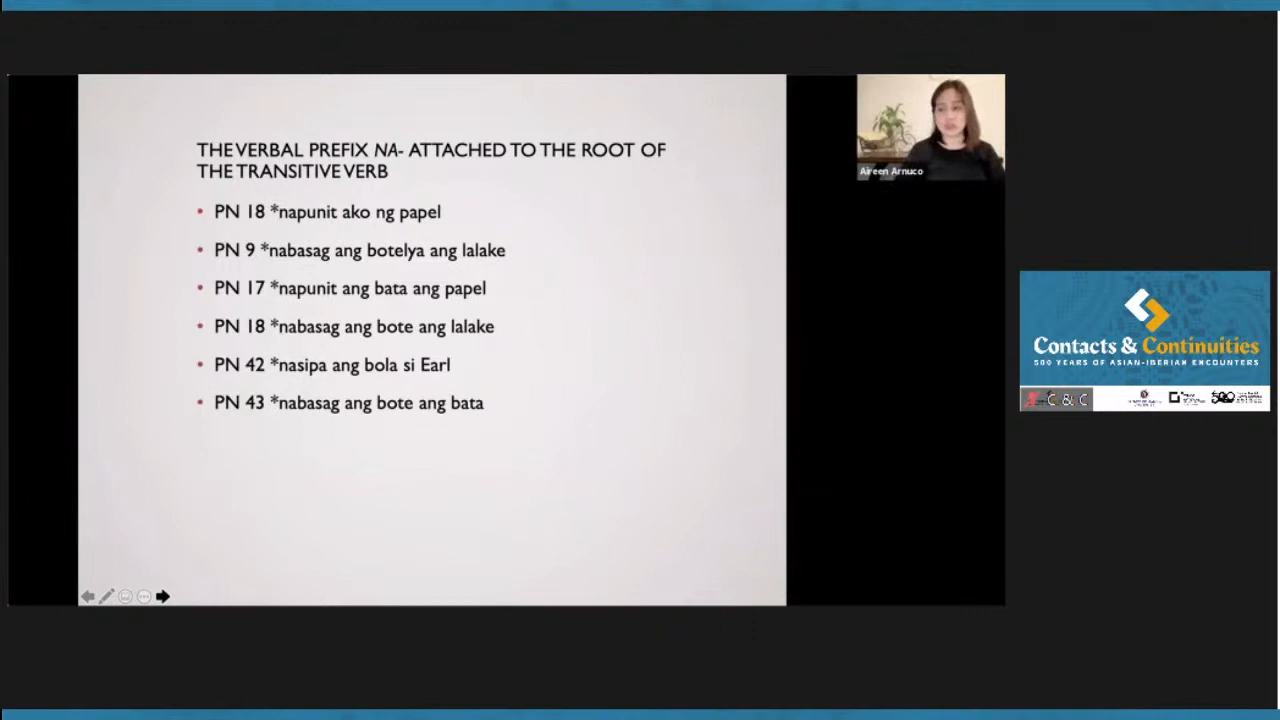 THE VERBAL PREFIX NA- ATTACHED TO THE ROOT OF
THE TRANSITIVE VERB
• PN 18 *napunit ako ng papel
• PN 9 *nabasag ang botelya ang lalake
• PN 17 *napunit ang bata ang papel
• PN 18 *nabasag ang bote ang lalake
• PN 42 *nasipa ang bola si Earl
• PN 43 *nabasag ang bote ang bata
Aireen Arnuco
Contacts & Continuities
500 YEARS OF ASIAN-IBERIAN ENCOUNTERS
C & C